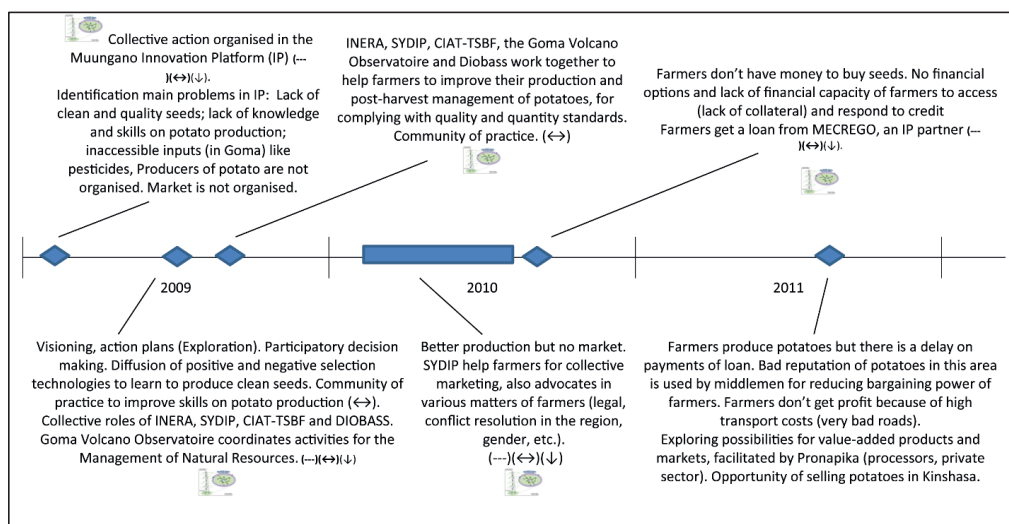 Collective action organised in the
Muungano Innovation Platform (IP) (---
)(↔)(↓).
Identification main problems in IP:  Lack of
clean and quality seeds; lack of knowledge
and skills on potato production;
inaccessible inputs (in Goma) like
pesticides, Producers of potato are not
organised. Market is not organised.
INERA, SYDIP, CIAT-TSBF, the Goma Volcano
Observatoire and Diobass work together to
help farmers to improve their production and
post-harvest management of potatoes, for
complying with quality and quantity standards.
Community of practice. (↔)
Farmers don’t have money to buy seeds. No financial
options and lack of financial capacity of farmers to access
(lack of collateral) and respond to credit
Farmers get a loan from MECREGO, an IP partner (---
)(↔)(↓).
2009
2010
2011
Visioning, action plans (Exploration). Participatory decision
making. Diffusion of positive and negative selection
technologies to learn to produce clean seeds. Community of
practice to improve skills on potato production (↔).
Collective roles of INERA, SYDIP, CIAT-TSBF and DIOBASS.
Goma Volcano Observatoire coordinates activities for the
Management of Natural Resources. (---)(↔)(↓)
Better production but no market.
SYDIP help farmers for collective
marketing, also advocates in
various matters of farmers (legal,
conflict resolution in the region,
gender, etc.).
(---)(↔)(↓)
Farmers produce potatoes but there is a delay on
payments of loan. Bad reputation of potatoes in this area
is used by middlemen for reducing bargaining power of
farmers. Farmers don’t get profit because of high
transport costs (very bad roads).
Exploring possibilities for value-added products and
markets, facilitated by Pronapika (processors, private
sector). Opportunity of selling potatoes in Kinshasa.